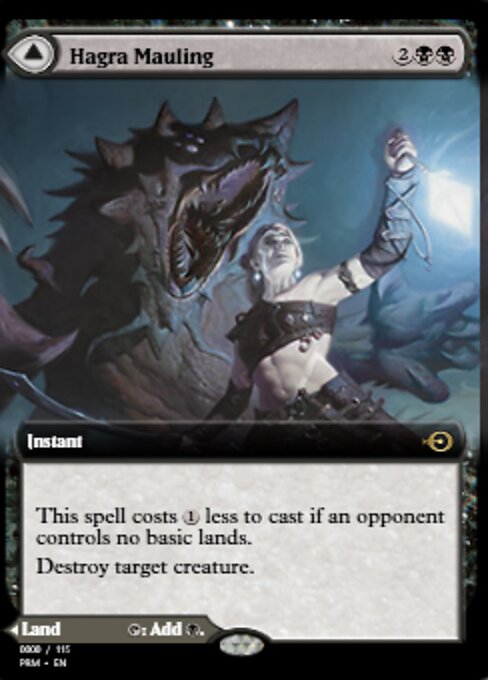 Hagra Mauling 2
Instant
This spell costs 1 less to cast if an opponent
controls no basic lands.
Destroy target creature.
Land : Add .
0000 / 115
PRM • EN